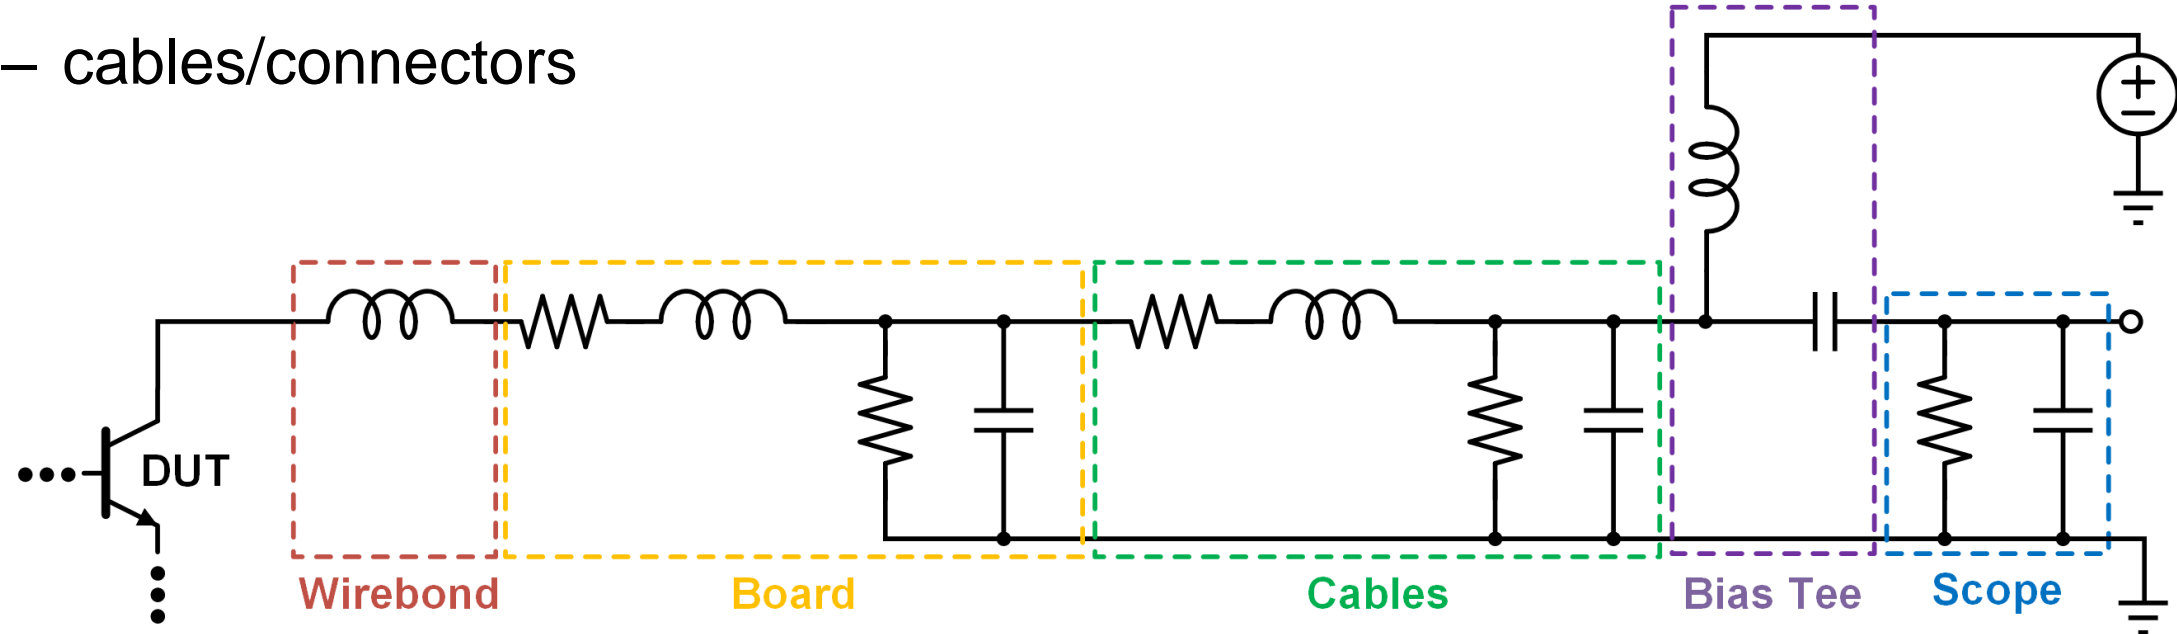 – cables/connectors
DUT
Wirebond
Board
Cables
Bias Tee
Scope